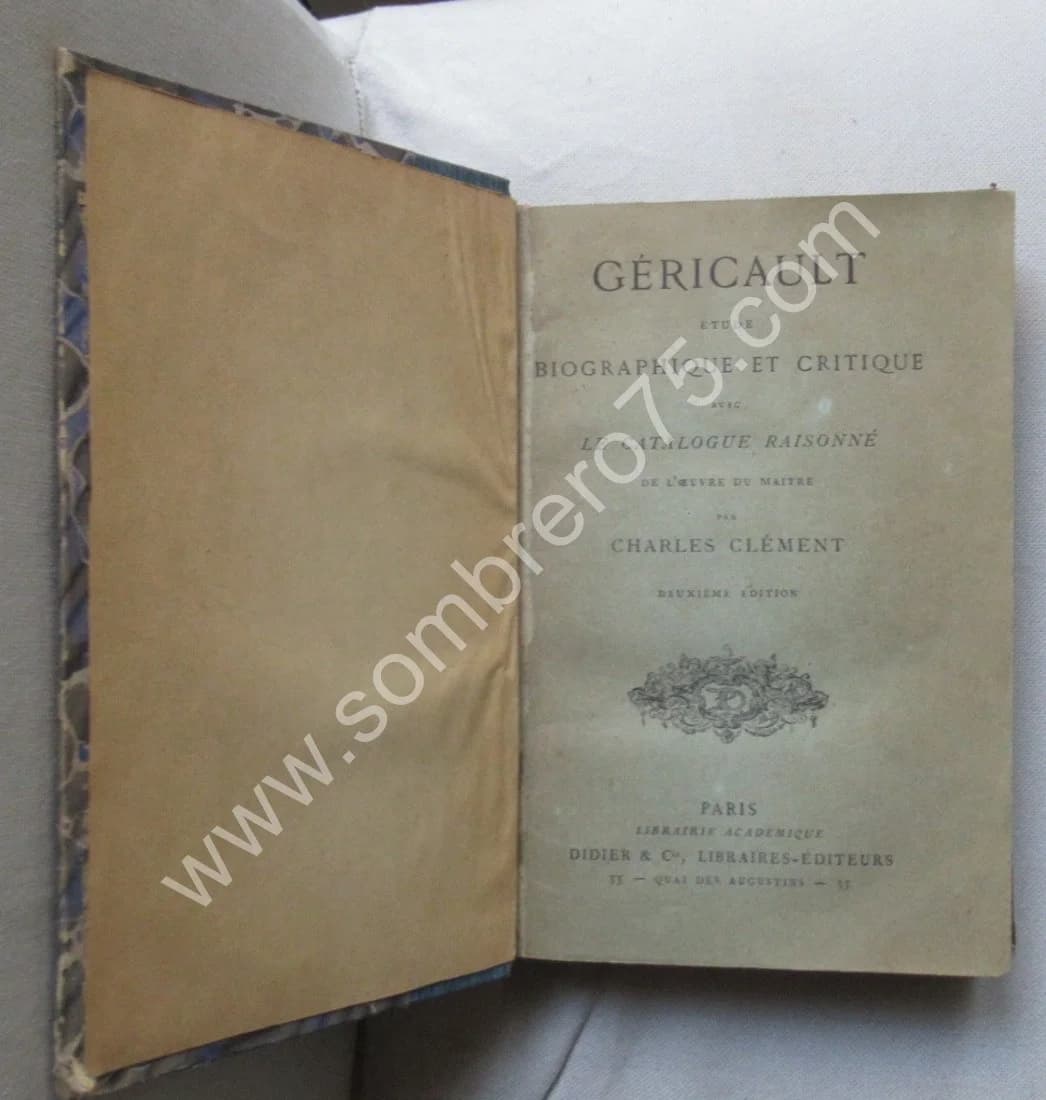 GÉRICAULT
ÉTUDE
BIOGRAPHIQUE ET CRITIQUE
AVEC
LE CATALOGUE RAISONNÉ
DE L'ŒUVRE DU MAITRE
PAR
CHARLES CLÉMENT
DEUXIÈME ÉDITION
PARIS
LIBRAIRIE ACADÉMIQUE
DIDIER & Cie, LIBRAIRES-ÉDITEURS
35 — QUAI DES AUGUSTINS — 35
www.sombrero75.com